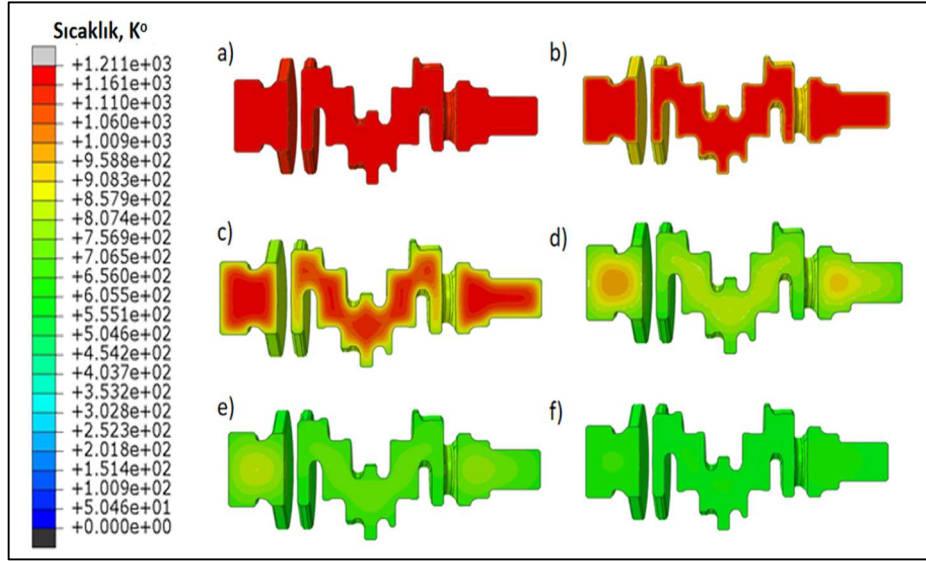 Sıcaklık, Kº
+1.211e+03
+1.161e+03
+1.110e+03
+1.060e+03
+1.009e+03
+9.588e+02
+9.083e+02
+8.579e+02
+8.074e+02
+7.569e+02
+7.065e+02
+6.560e+02
+6.055e+02
+5.551e+02
+5.046e+02
+4.542e+02
+4.037e+02
+3.532e+02
+3.028e+02
+2.523e+02
+2.018e+02
+1.514e+02
+1.009e+02
+5.046e+01
+0.000e+00
a)
b)
c)
d)
e)
f)